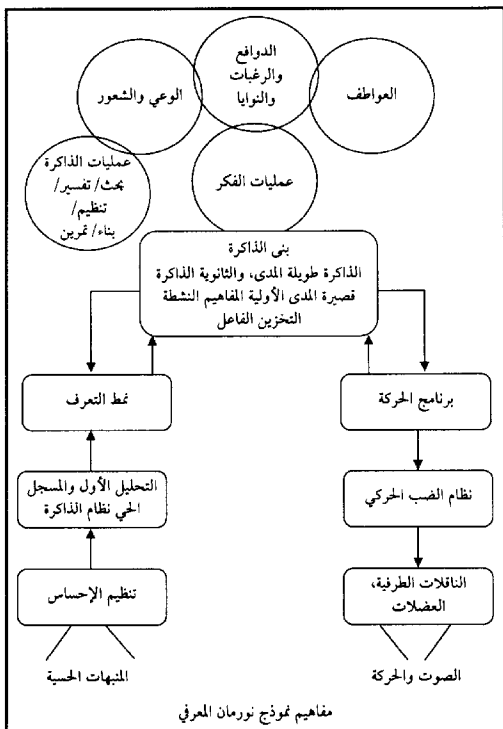 الدوافع
والرغبات
والنوايا
الوعي والشعور
العواطف
عمليات الذاكرة
بحث/ تفسير/
تنظيم/
بناء/ تمرين
عمليات الفكر
بنى الذاكرة
الذاكرة طويلة المدى، والثانوية الذاكرة
قصيرة المدى الأولية المفاهيم النشطة
التخزين الفاعل
نمط التعرف
برنامج الحركة
التحليل الأول والمسجل
الحي نظام الذاكرة
نظام الضب الحركي
تنظيم الإحساس
الناقلات الطرفية،
العضلات
المنبهات الحسية
الصوت والحركة
مفاهيم نموذج نورمان المعرفي